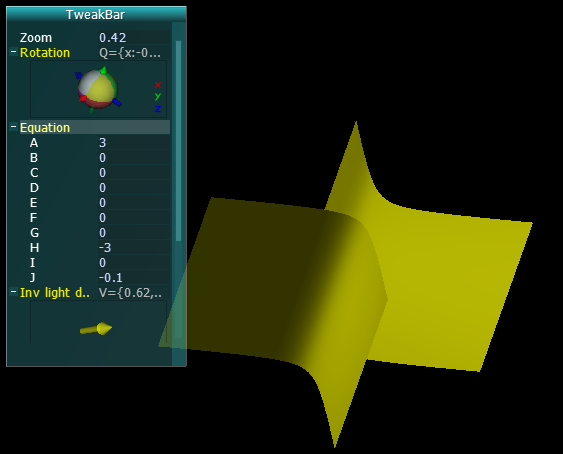 TweakBar
Zoom 0.42
Rotation Q={x:-0...
x
y
z
Equation
A 3
B 0
C 0
D 0
E 0
F 0
G 0
H -3
I 0
J -0.1
Inv light d.. V={0.62,..